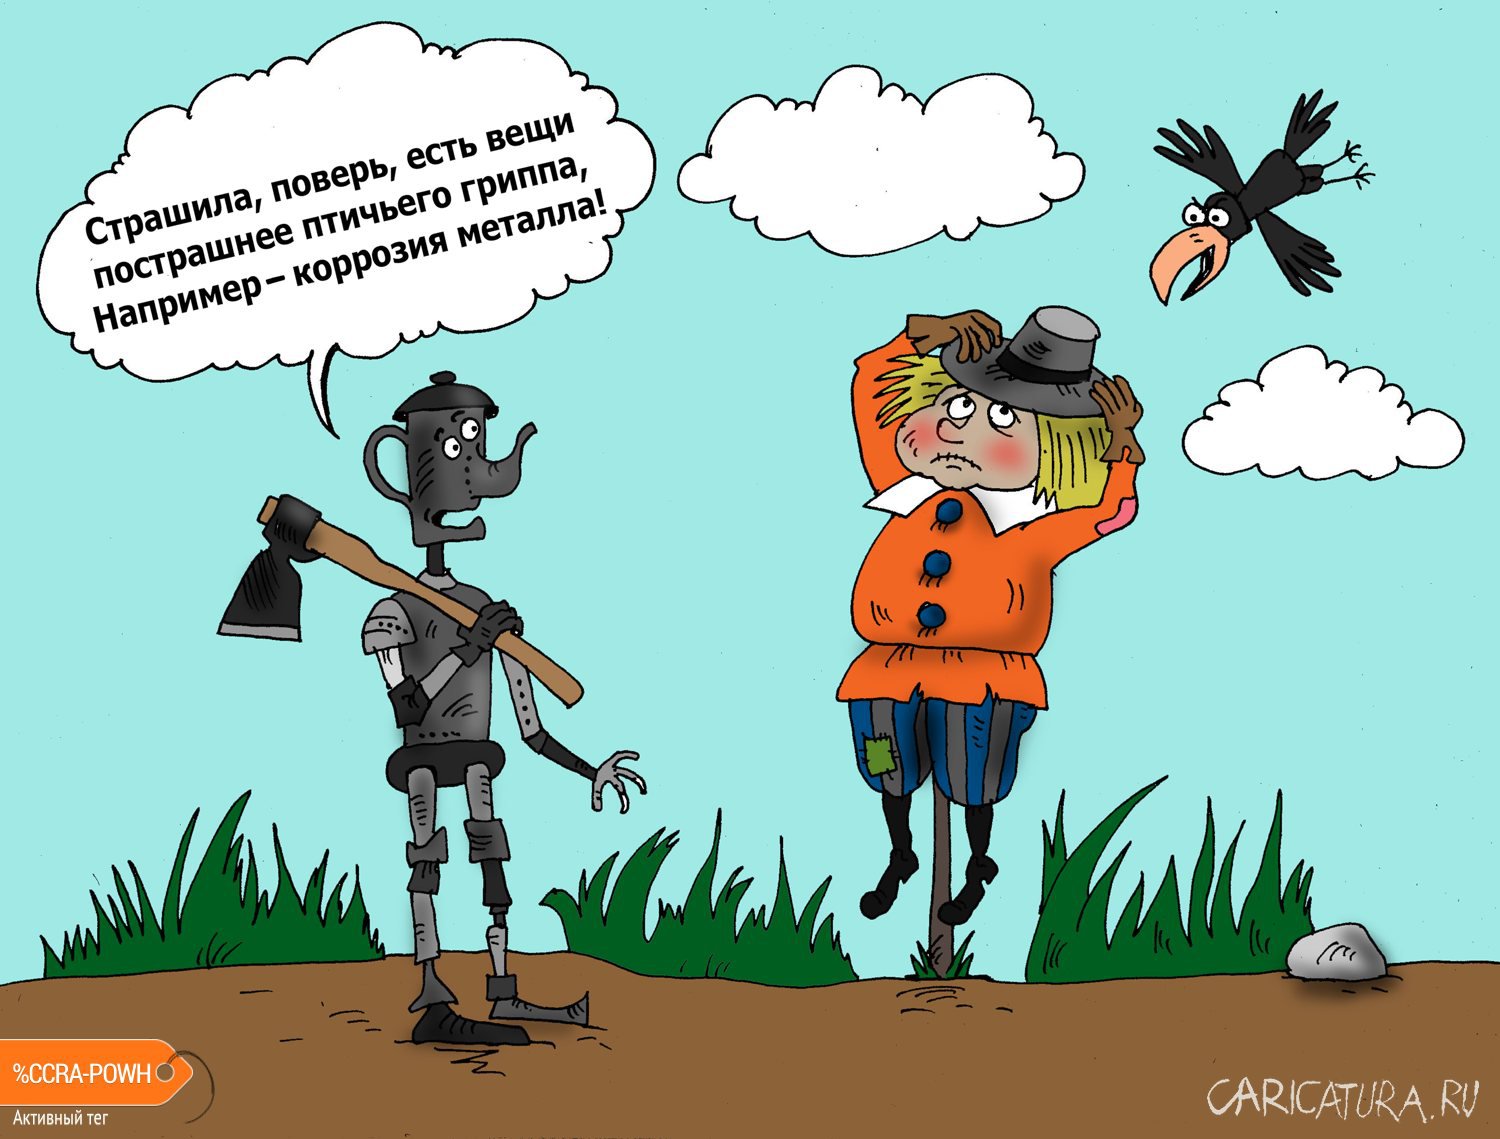 Страшила, поверь, есть вещи
пострашнее птичьего гриппа,
Например – коррозия металла!
%CCRA-POWH
Активный тег
CARICATURA.RU